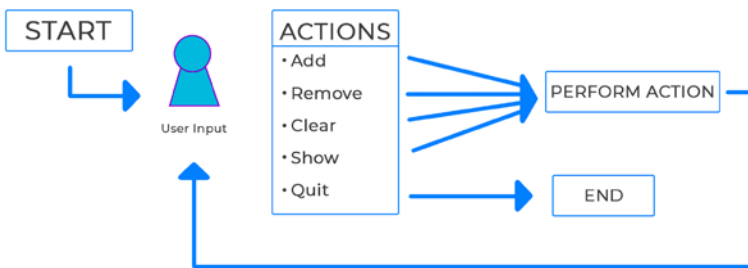 START
User Input
ACTIONS
• Add
• Remove
• Clear
• Show
• Quit
PERFORM ACTION
END